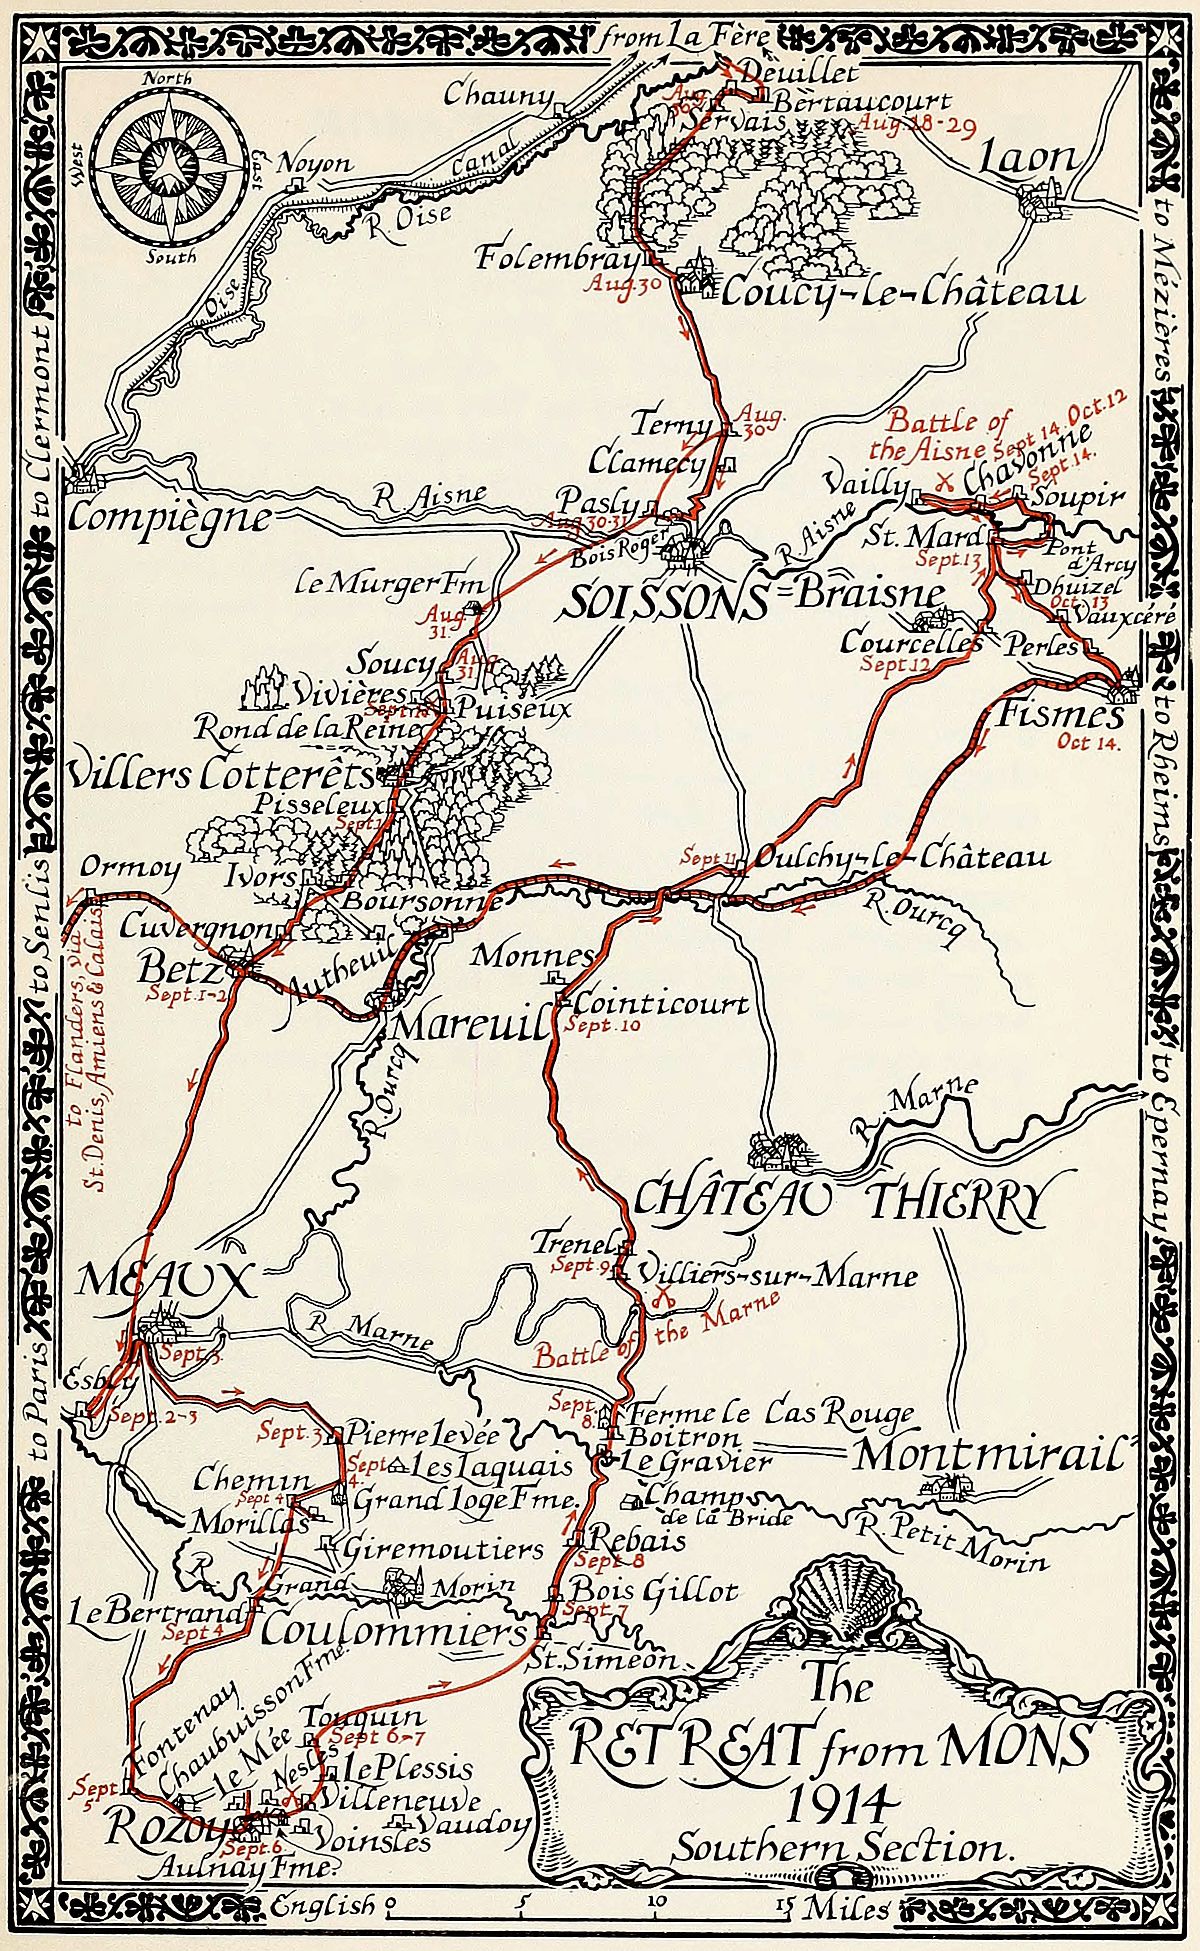 from La Fère
North
West
East
South
Deuillet
Chauny
Bertaucourt
Servais
Aug. 28-29
Laon
Noyon
Canal
R. Oise
Folembray
Aug. 30
Coucy-le-Château
Oise
to Mézières
to Clermont
Terny
Aug. 30
Clamecy
Battle of
the Aisne Sept 14. Oct. 12
Vailly
Chavonne
Sept. 14.
Soupir
Compiègne
R. Aisne
Pasly
Aug 30-31
Bois Roger
R. Aisne
St. Mard
Sept. 13
Pont
d'Arcy
Dhuizel
Oct. 13
Vauxcéré
le Murger Fm
Aug. 31.
SOISSONS
Braisne
Courcelles
Sept 12
Perles
Soucy
Aug. 31
Vivières
Puiseux
Fismes
Oct 14.
Rond de la Reine
Villers Cotterêts
Pisseleux
Sept. 1
to Rheims
Ormoy
Ivors
Boursonne
Sept 11
Oulchy-le-Château
R. Ourcq
to Senlis
Cuvergnon
Betz
Sept. 1-2
Autheuil
Mareuil
Monnes
Cointicourt
Sept. 10
to Flanders, via
St. Denis, Amiens & Calais
R. Ourcq
R. Marne
CHÂTEAU THIERRY
to Epernay
MEAUX
Trenel
Sept. 9
Villiers-sur-Marne
R. Marne
Battle of the Marne
Sept. 3.
Esbly
Sept. 2-3
to Paris
Sept. 8.
Ferme le Cas Rouge
Boitron
Le Gravier
Montmirail
Sept. 3
Pierre Levée
Sept 4.
Les Laquais
Chemin
Sept 4
Grand Loge Fme.
Champ
de la Bride
Morillas
Giremoutiers
Rebais
Sept 8
R. Petit Morin
R. Grand Morin
Bois Gillot
Sept. 7
Le Bertrand
Sept 4
Coulommiers
St. Siméon
Fontenay
Chaubuisson Fme.
Le Mée
Nesles
Touquin
Sept 6-7
Le Plessis
Sept 5
Villeneuve
Vaudoy
Rozoy
Sept. 6
Voinsles
Aulnay Fme?
The
RETREAT from MONS
1914
Southern Section.
English 0 5 10 15 Miles